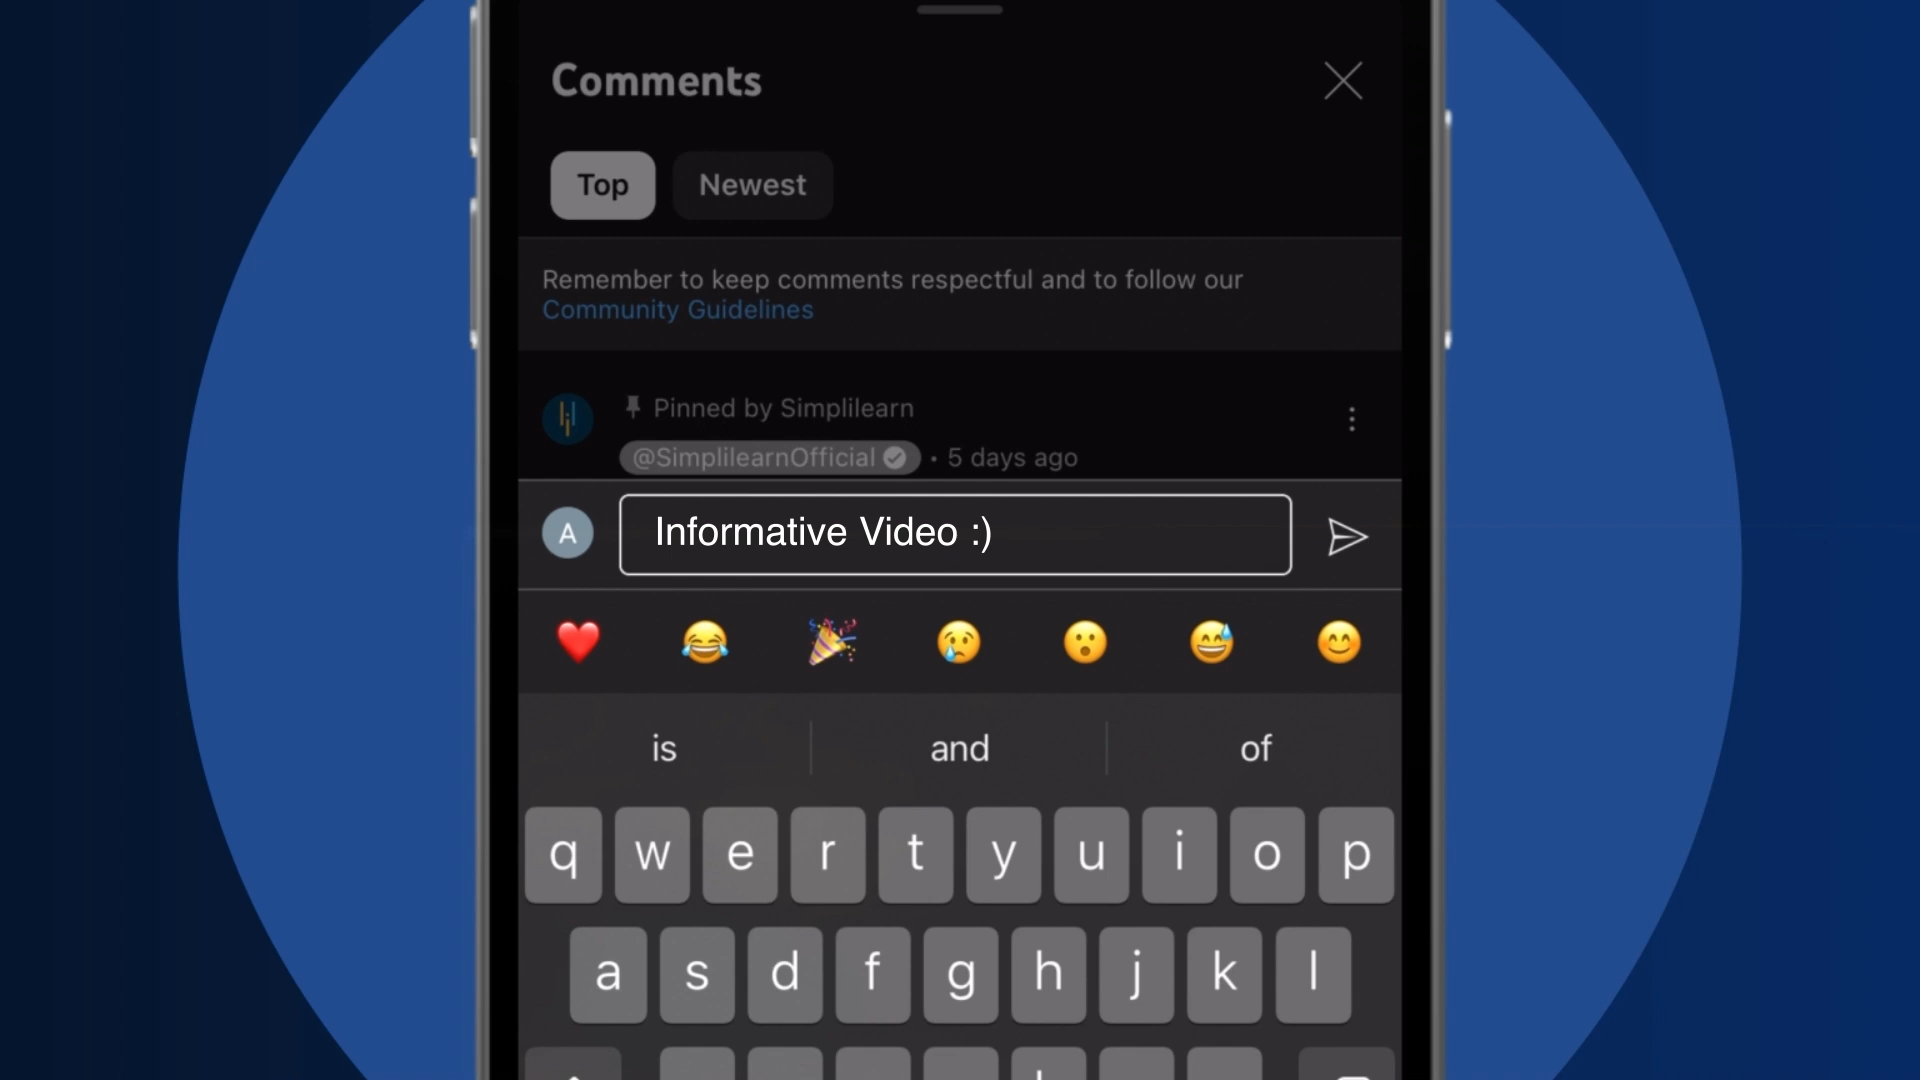 Comments
Top
Newest
Remember to keep comments respectful and to follow our
Community Guidelines
Pinned by Simplilearn
@SimplilearnOfficial • 5 days ago
A
Informative Video :)
is
and
of
q w e r t y u i o p
a s d f g h j k l